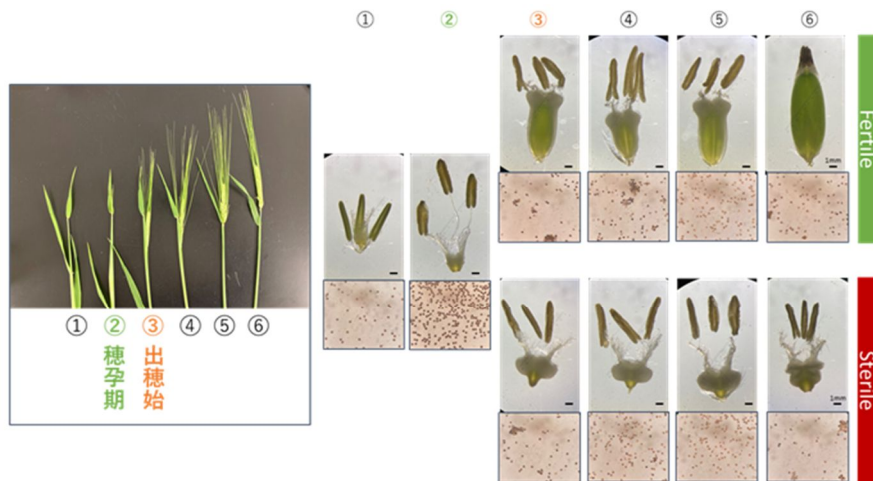 ① ② ③ ④ ⑤ ⑥
Fertile
1mm
① ② ③ ④ ⑤ ⑥
穂孕期
出穂始
Sterile
1mm